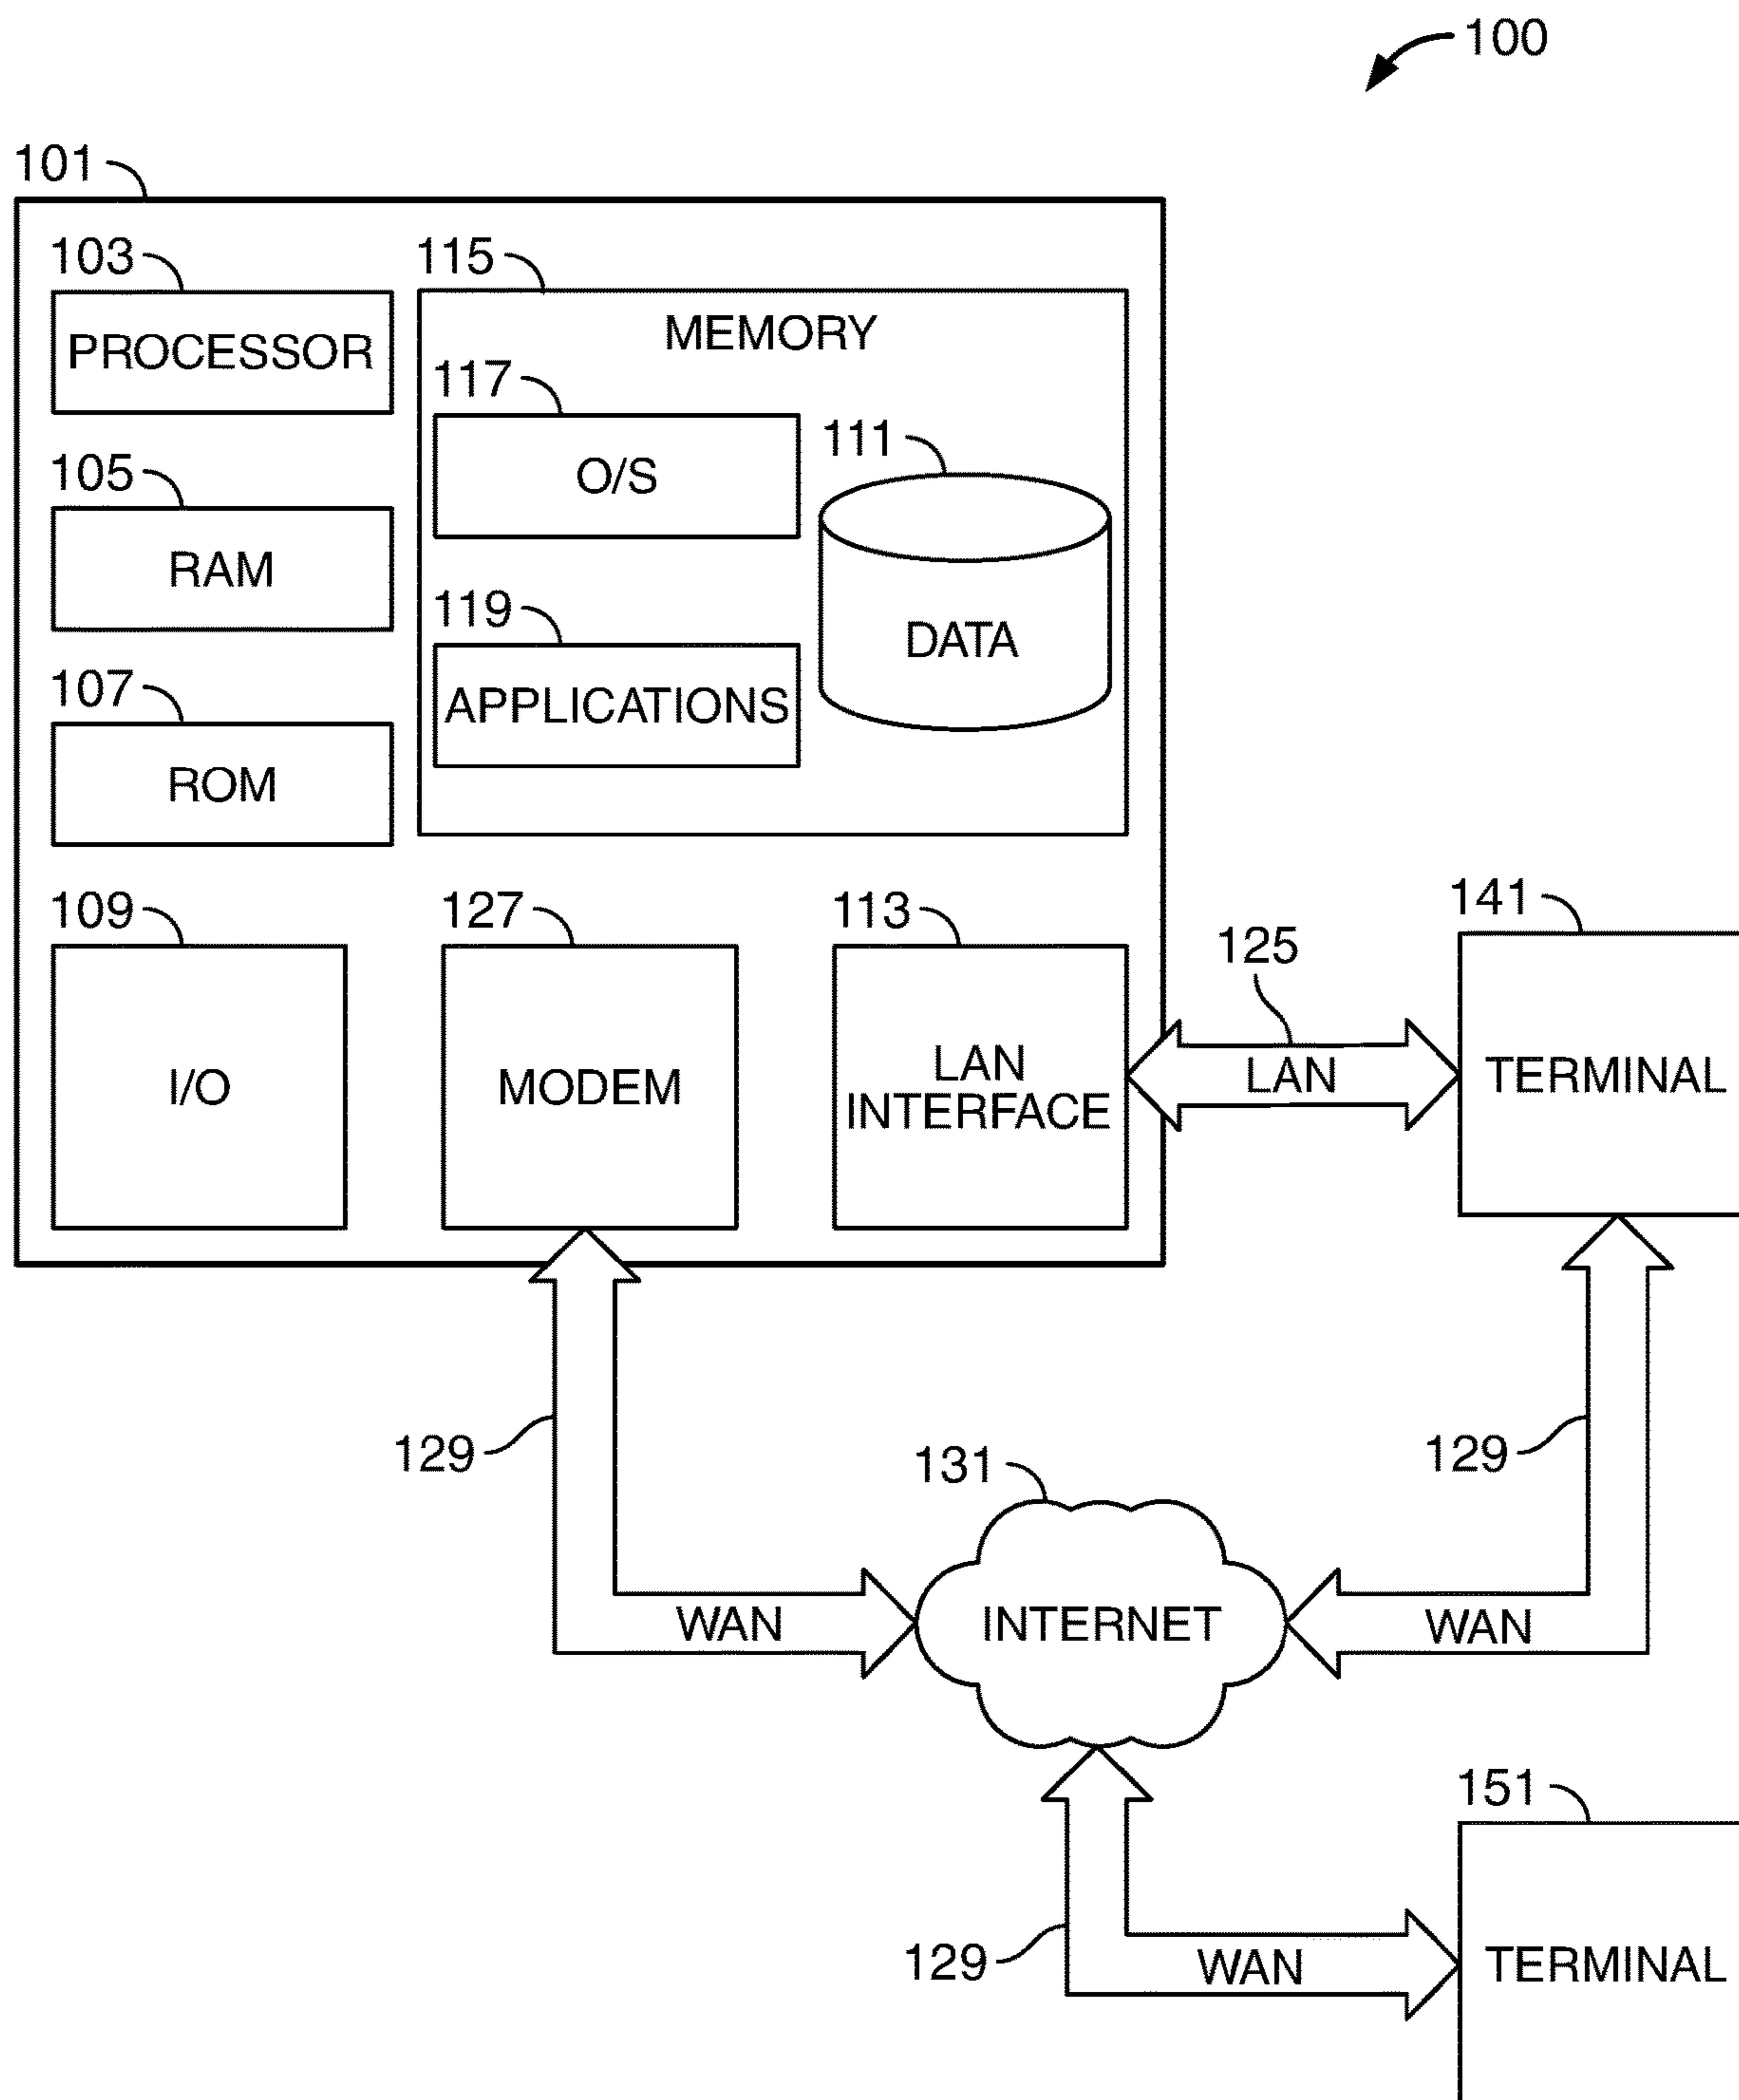 100
101
103
PROCESSOR
105
RAM
107
ROM
115
MEMORY
117
O/S
111
DATA
119
APPLICATIONS
109
I/O
127
MODEM
113
LAN
INTERFACE
125
LAN
141
TERMINAL
129
WAN
131
INTERNET
129
WAN
129
WAN
151
TERMINAL